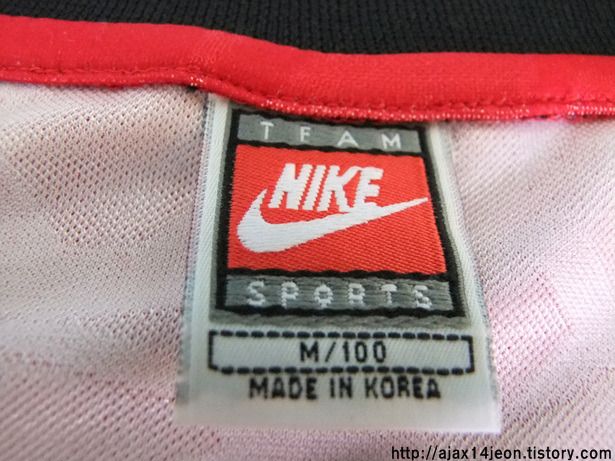 TEAM
NIKE
SPORTS
M/100
MADE IN KOREA
http://ajax14jeon.tistory.com